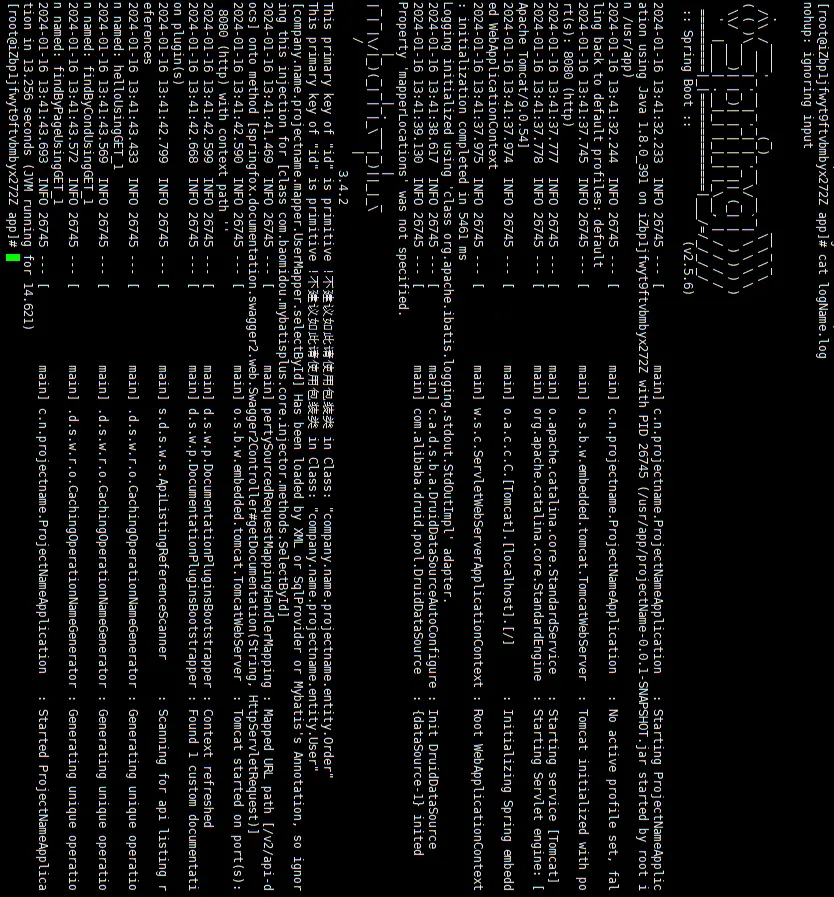 [root@iZbp1jfwyt9ftvbmbyx272Z app]# cat logName.log
nohup: ignoring input
:: Spring Boot ::                (v2.5.6)
2024-01-16 13:41:32.233  INFO 26745 --- [           main] c.n.projectname.ProjectNameApplication   : Starting ProjectNameApplic
ation using Java 1.8.0_391 on iZbp1jfwyt9ftvbmbyx272Z with PID 26745 (/usr/app/projectName-0.0.1-SNAPSHOT.jar started by root i
n /usr/app)
2024-01-16 13:41:32.244  INFO 26745 --- [           main] c.n.projectname.ProjectNameApplication   : No active profile set, fal
ling back to default profiles: default
2024-01-16 13:41:37.745  INFO 26745 --- [           main] o.s.b.w.embedded.tomcat.TomcatWebServer  : Tomcat initialized with po
rt(s): 8080 (http)
2024-01-16 13:41:37.777  INFO 26745 --- [           main] o.apache.catalina.core.StandardService   : Starting service [Tomcat]
2024-01-16 13:41:37.778  INFO 26745 --- [           main] org.apache.catalina.core.StandardEngine  : Starting Servlet engine: [
Apache Tomcat/9.0.54]
2024-01-16 13:41:37.974  INFO 26745 --- [           main] o.a.c.c.C.[Tomcat].[localhost].[/]       : Initializing Spring embedd
ed WebApplicationContext
2024-01-16 13:41:37.975  INFO 26745 --- [           main] w.s.c.ServletWebServerApplicationContext : Root WebApplicationContext
: initialization completed in 5461 ms
Logging initialized using 'class org.apache.ibatis.logging.stdout.StdOutImpl' adapter.
2024-01-16 13:41:38.617  INFO 26745 --- [           main] c.a.d.s.b.a.DruidDataSourceAutoConfigure : Init DruidDataSource
2024-01-16 13:41:39.130  INFO 26745 --- [           main] com.alibaba.druid.pool.DruidDataSource   : {dataSource-1} inited
Property 'mapperLocations' was not specified.
3.4.2
This primary key of "id" is primitive !不建议如此请使用包装类 in Class: "company.name.projectname.entity.Order"
This primary key of "id" is primitive !不建议如此请使用包装类 in Class: "company.name.projectname.entity.User"
[company.name.projectname.mapper.UserMapper.selectById] Has been loaded by XML or SqlProvider or Mybatis's Annotation, so ignor
ing this injection for [class com.baomidou.mybatisplus.core.injector.methods.SelectById]
2024-01-16 13:41:41.469  INFO 26745 --- [           main] pertySourcedRequestMappingHandlerMapping : Mapped URL path [/v2/api-d
ocs] onto method [springfox.documentation.swagger2.web.Swagger2Controller#getDocumentation(String, HttpServletRequest)]
2024-01-16 13:41:42.590  INFO 26745 --- [           main] o.s.b.w.embedded.tomcat.TomcatWebServer  : Tomcat started on port(s):
 8080 (http) with context path ''
2024-01-16 13:41:42.599  INFO 26745 --- [           main] d.s.w.p.DocumentationPluginsBootstrapper : Context refreshed
2024-01-16 13:41:42.668  INFO 26745 --- [           main] d.s.w.p.DocumentationPluginsBootstrapper : Found 1 custom documentati
on plugin(s)
2024-01-16 13:41:42.799  INFO 26745 --- [           main] s.d.s.w.s.ApiListingReferenceScanner     : Scanning for api listing r
eferences
2024-01-16 13:41:43.433  INFO 26745 --- [           main] .d.s.w.r.o.CachingOperationNameGenerator : Generating unique operatio
n named: helloUsingGET_1
2024-01-16 13:41:43.569  INFO 26745 --- [           main] .d.s.w.r.o.CachingOperationNameGenerator : Generating unique operatio
n named: findByCondUsingGET_1
2024-01-16 13:41:43.572  INFO 26745 --- [           main] .d.s.w.r.o.CachingOperationNameGenerator : Generating unique operatio
n named: findByPageUsingGET_1
2024-01-16 13:41:43.693  INFO 26745 --- [           main] c.n.projectname.ProjectNameApplication   : Started ProjectNameApplica
tion in 13.256 seconds (JVM running for 14.621)
[root@iZbp1jfwyt9ftvbmbyx272Z app]#